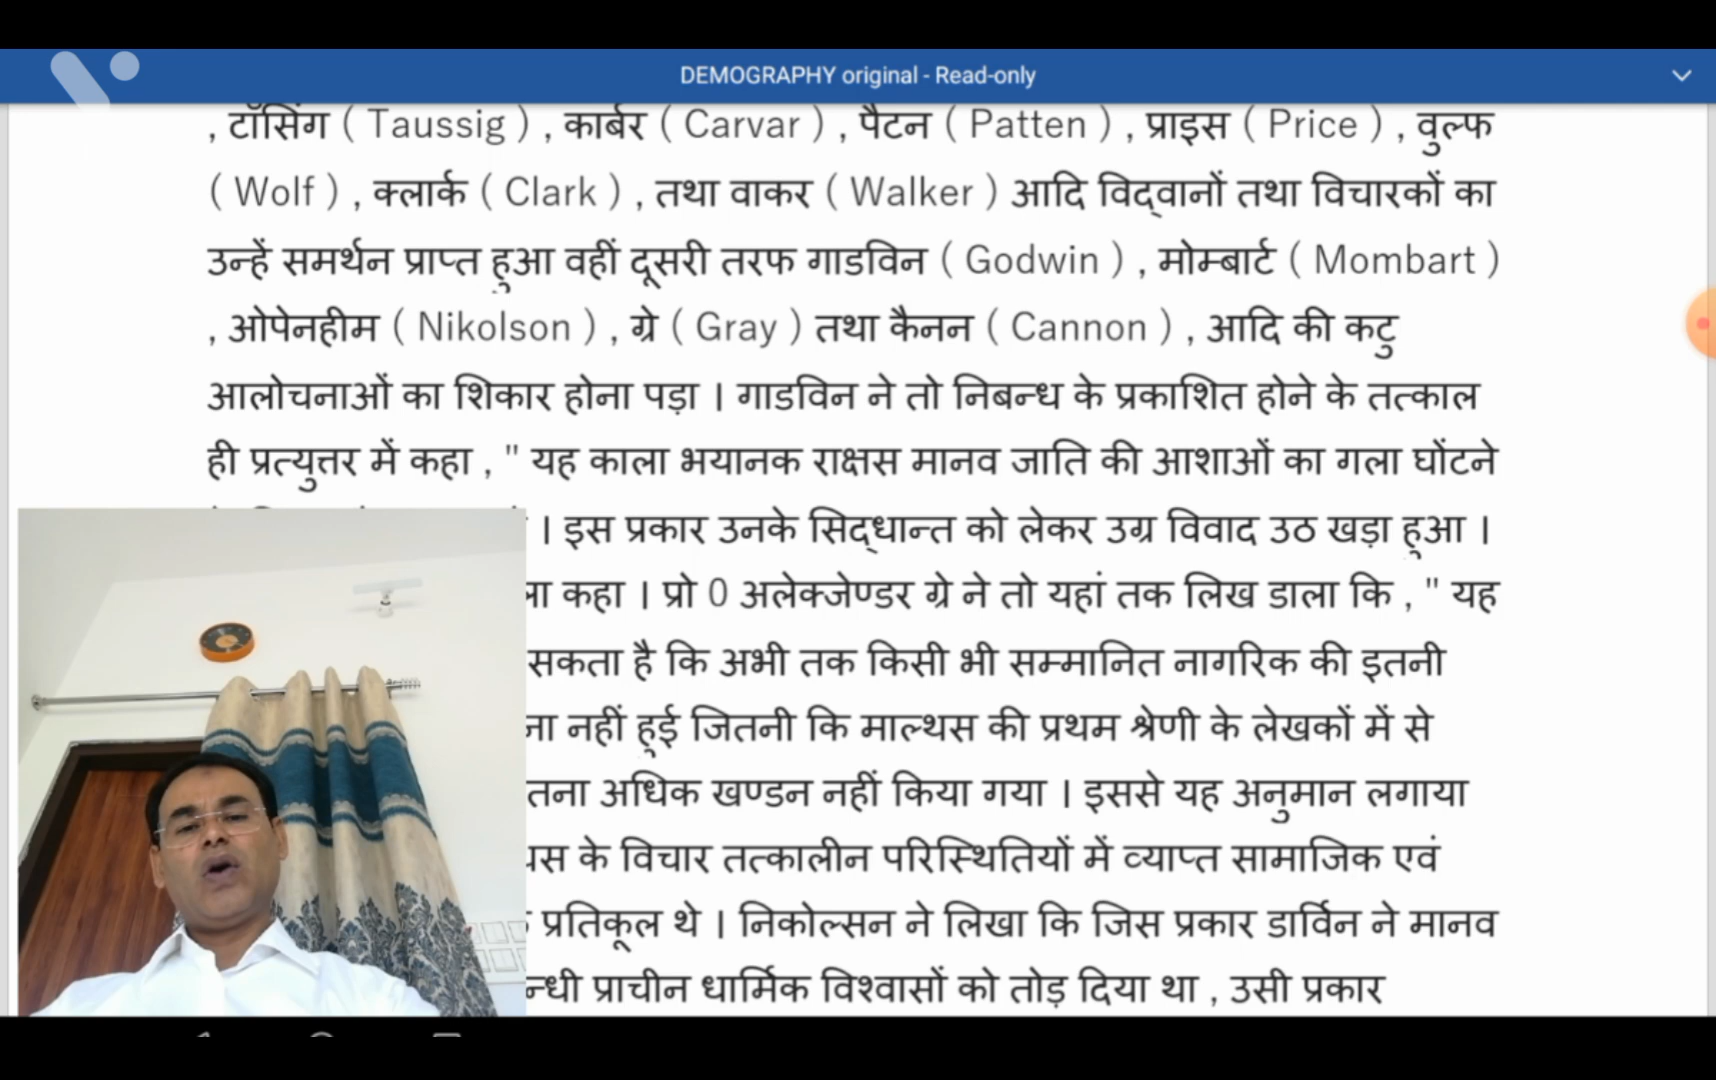 DEMOGRAPHY original - Read-only
, टॉसिंग ( Taussig ) , कार्बर ( Carvar ) , पैटन ( Patten ) , प्राइस ( Price ) , वुल्फ
( Wolf ) , क्लार्क ( Clark ) , तथा वाकर ( Walker ) आदि विद्वानों तथा विचारकों का
उन्हें समर्थन प्राप्त हुआ वहीं दूसरी तरफ गाडविन ( Godwin ) , मोम्बार्ट ( Mombart )
, ओपेनहीम ( Nikolson ) , ग्रे ( Gray ) तथा कैनन ( Cannon ) , आदि की कटु
आलोचनाओं का शिकार होना पड़ा । गाडविन ने तो निबन्ध के प्रकाशित होने के तत्काल
ही प्रत्युत्तर में कहा , " यह काला भयानक राक्षस मानव जाति की आशाओं का गला घोंटने
। इस प्रकार उनके सिद्धान्त को लेकर उग्र विवाद उठ खड़ा हुआ ।
कहा । प्रो 0 अलेक्जेण्डर ग्रे ने तो यहां तक लिख डाला कि , " यह
सकता है कि अभी तक किसी भी सम्मानित नागरिक की इतनी
नहीं हुई जितनी कि माल्थस की प्रथम श्रेणी के लेखकों में से
तना अधिक खण्डन नहीं किया गया । इससे यह अनुमान लगाया
के विचार तत्कालीन परिस्थितियों में व्याप्त सामाजिक एवं
प्रतिकूल थे । निकोल्सन ने लिखा कि जिस प्रकार डार्विन ने मानव
न्धी प्राचीन धार्मिक विश्वासों को तोड़ दिया था , उसी प्रकार